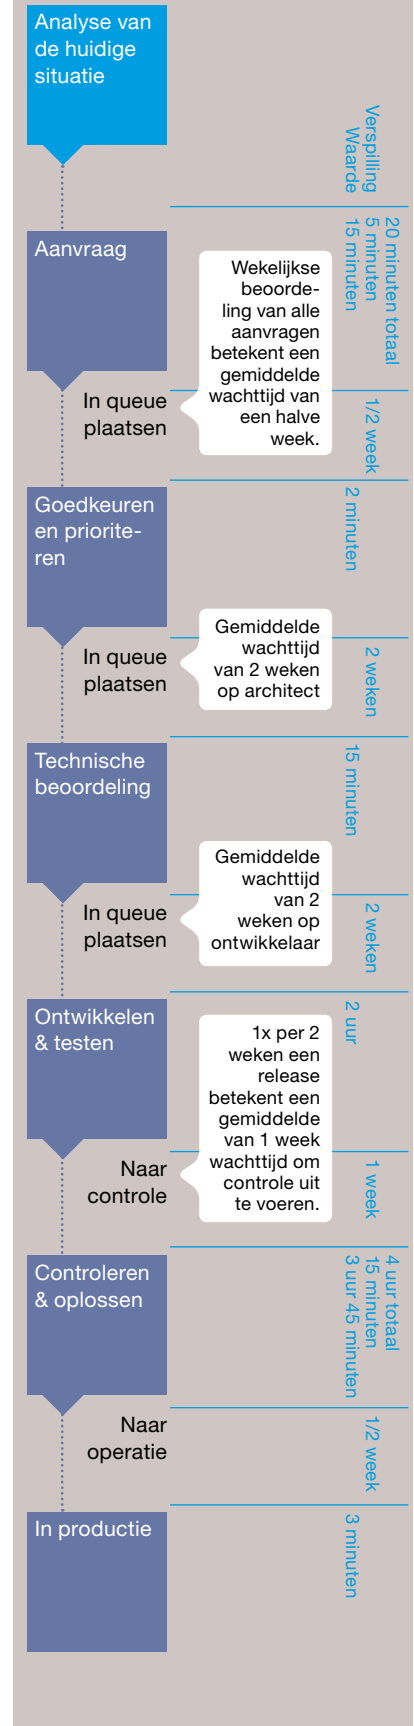 Analyse van
de huidige
situatie
Verspilling
Waarde
Aanvraag
20 minuten totaal
5 minuten
15 minuten
Wekelijkse
beoorde-
ling van alle
aanvragen
betekent een
gemiddelde
wachttijd van
een halve
week.
In queue
plaatsen
1/2 week
Goedkeuren
en priorite-
ren
2 minuten
Gemiddelde
wachttijd
van 2 weken
op architect
In queue
plaatsen
2 weken
Technische
beoordeling
15 minuten
Gemiddelde
wachttijd
van 2
weken op
ontwikkelaar
In queue
plaatsen
2 weken
Ontwikkelen
& testen
2 uur
1x per 2
weken een
release
betekent een
gemiddelde
van 1 week
wachttijd om
controle uit
te voeren.
Naar
controle
1 week
Controleren
& oplossen
4 uur totaal
15 minuten
3 uur 45 minuten
Naar
operatie
1/2 week
In productie
3 minuten